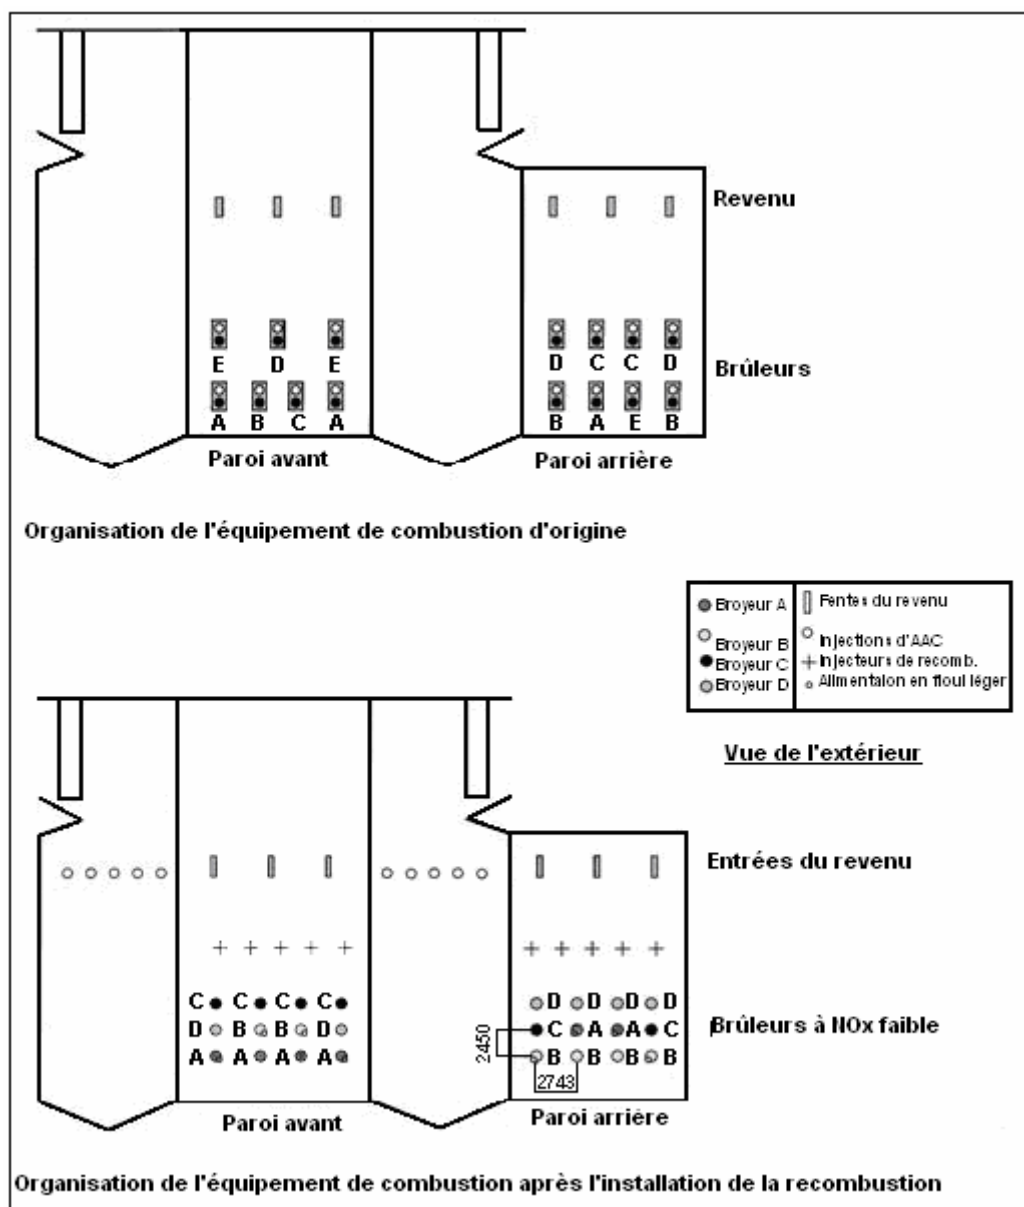 Revenu
E D E
D C C D
Brûleurs
A B C A
B A E B
Paroi avant
Paroi arrière
Organisation de l'équipement de combustion d'origine
Broyeur A
Fentes du revenu
Broyeur B
Injections d'AAC
Broyeur C
Injecteurs de recomb.
Broyeur D
Alimentaion en fioul léger
Vue de l'extérieur
Entrées du revenu
C C C C
D D D D
D B B D
C A A C
Brûleurs à NOx faible
2450
A A A A
B B B B
2743
Paroi avant
Paroi arrière
Organisation de l'équipement de combustion après l'installation de la recombustion